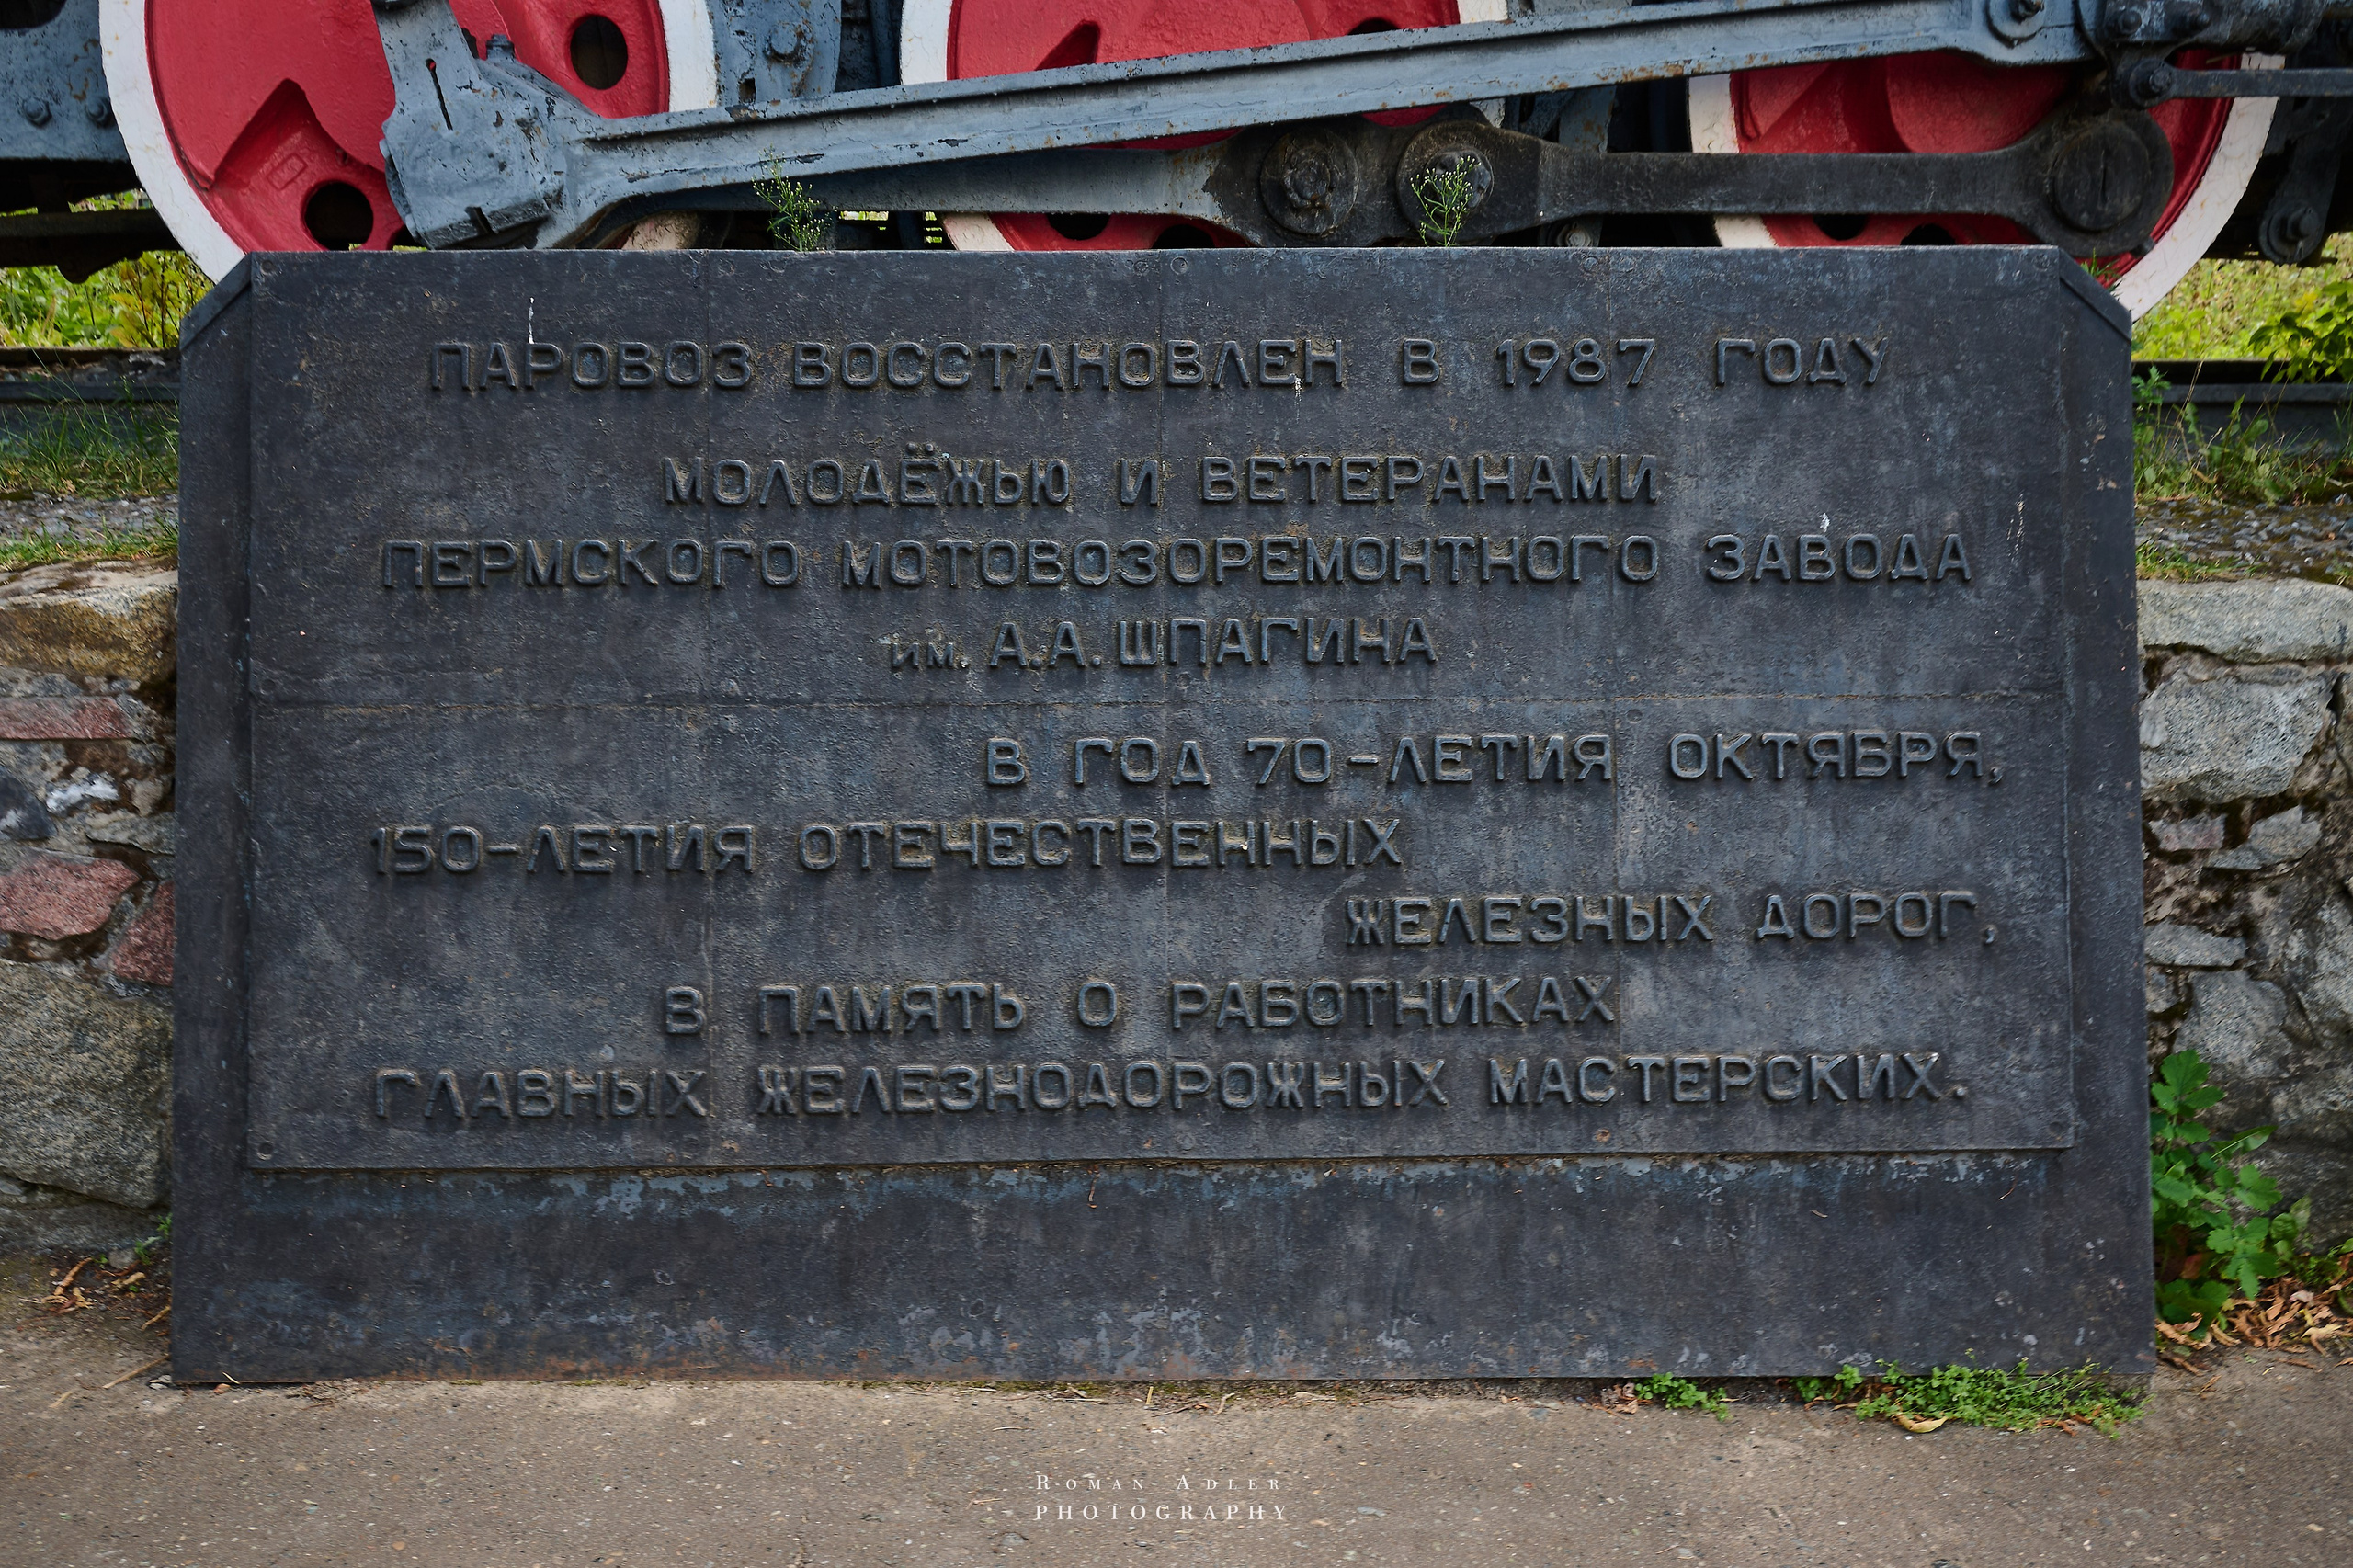 ПАРОВОЗ ВОССТАНОВЛЕН В 1987 ГОДУ
МОЛОДЁЖЬЮ И ВЕТЕРАНАМИ
ПЕРМСКОГО МОТОВОЗОРЕМОНТНОГО ЗАВОДА
им. А.А. ШПАГИНА
В ГОД 70-ЛЕТИЯ ОКТЯБРЯ,
150-ЛЕТИЯ ОТЕЧЕСТВЕННЫХ
ЖЕЛЕЗНЫХ ДОРОГ,
В ПАМЯТЬ О РАБОТНИКАХ
ГЛАВНЫХ ЖЕЛЕЗНОДОРОЖНЫХ МАСТЕРСКИХ.
ROMAN ADLER
PHOTOGRAPHY